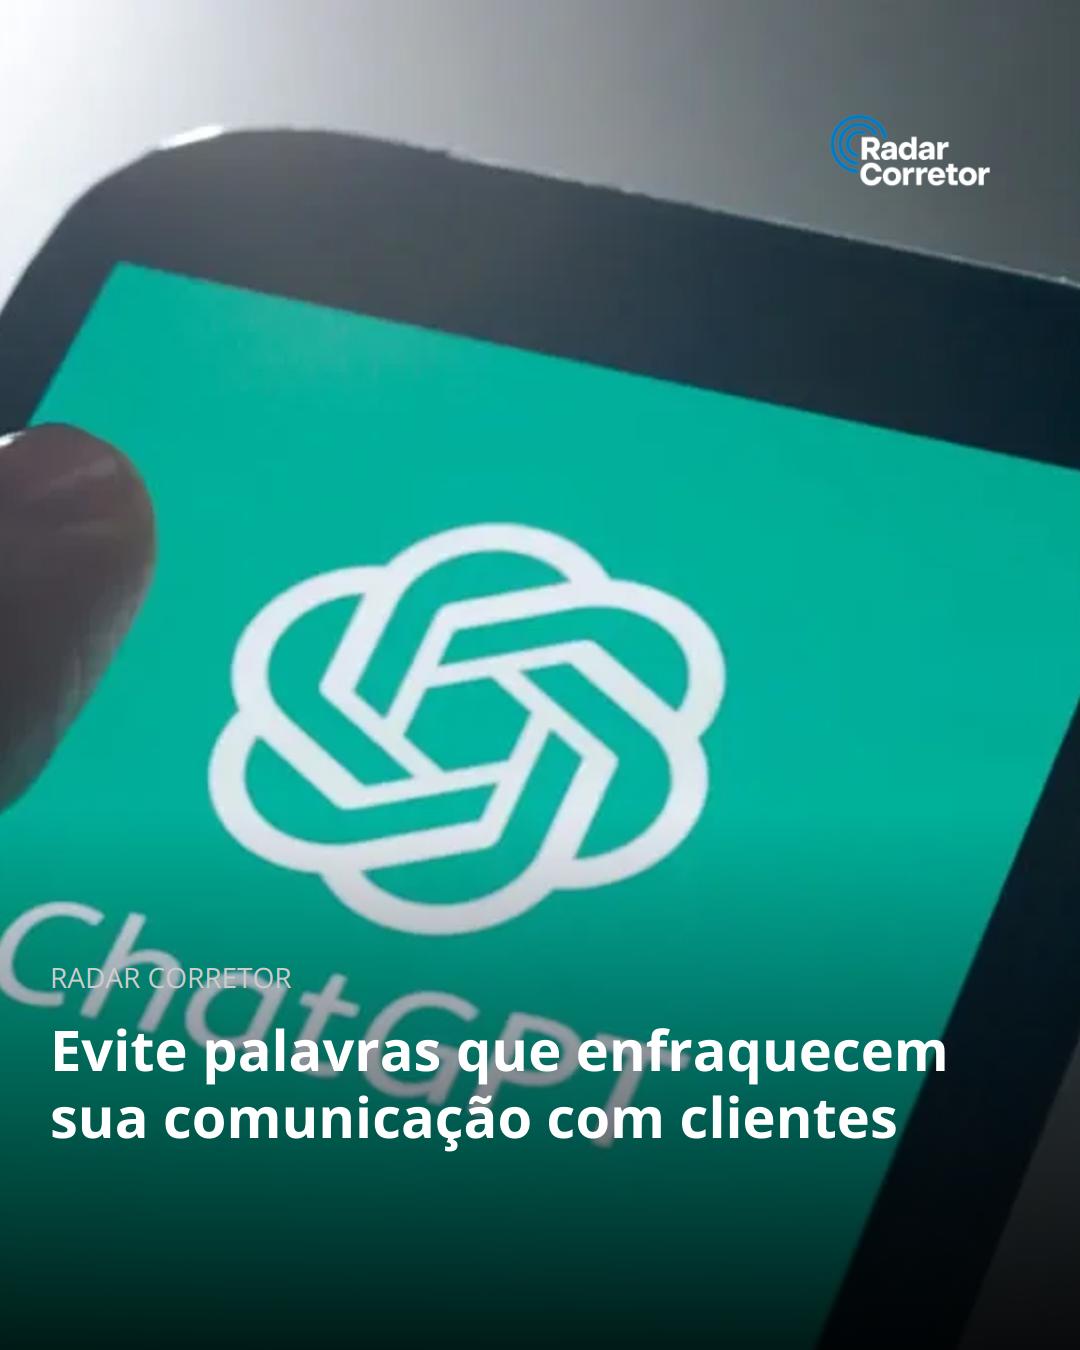 Radar
Corretor
ChatGPT
RADAR CORRETOR
Evite palavras que enfraquecem
sua comunicação com clientes